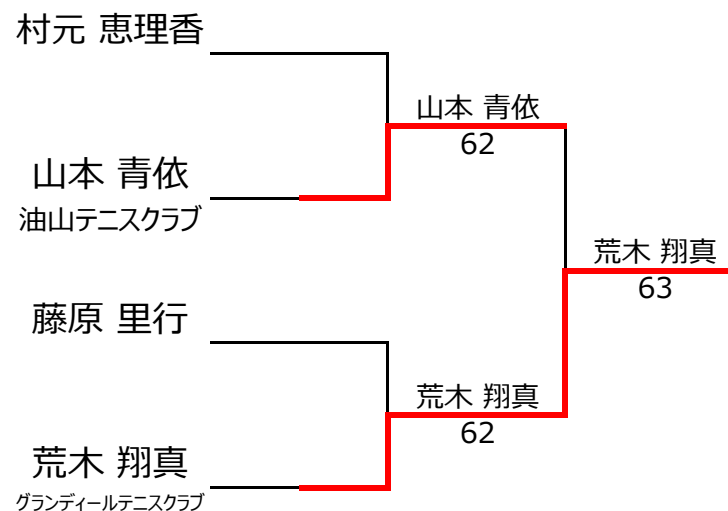 村元 恵理香
山本 青依
62
山本 青依
油山テニスクラブ
荒木 翔真
63
藤原 里行
荒木 翔真
62
荒木 翔真
グランディールテニスクラブ